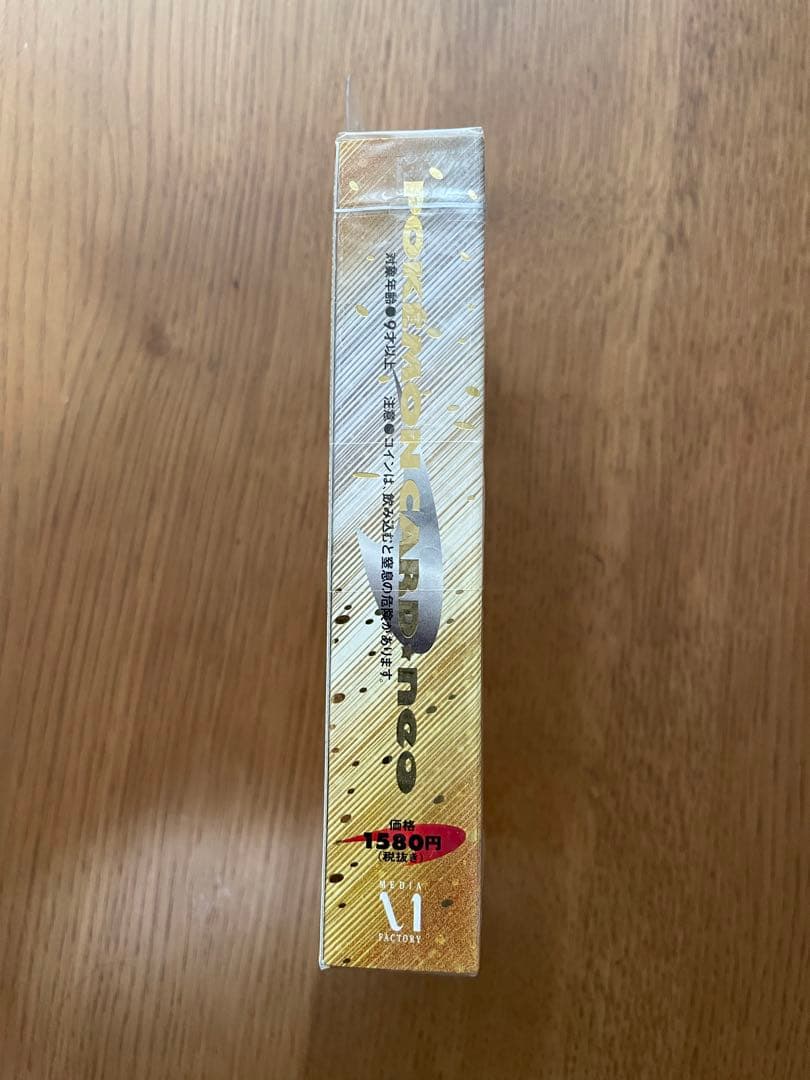 POKÉMON CARD★neo
対象年齢●9才以上 注意●コインは、飲み込むと窒息の危険があります。
価格
1580円
(税抜き)
MEDIA
FACTORY